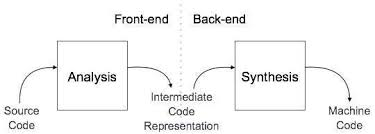 Front-end
Back-end
Analysis
Synthesis
Source
Code
Intermediate
Code
Representation
Machine
Code